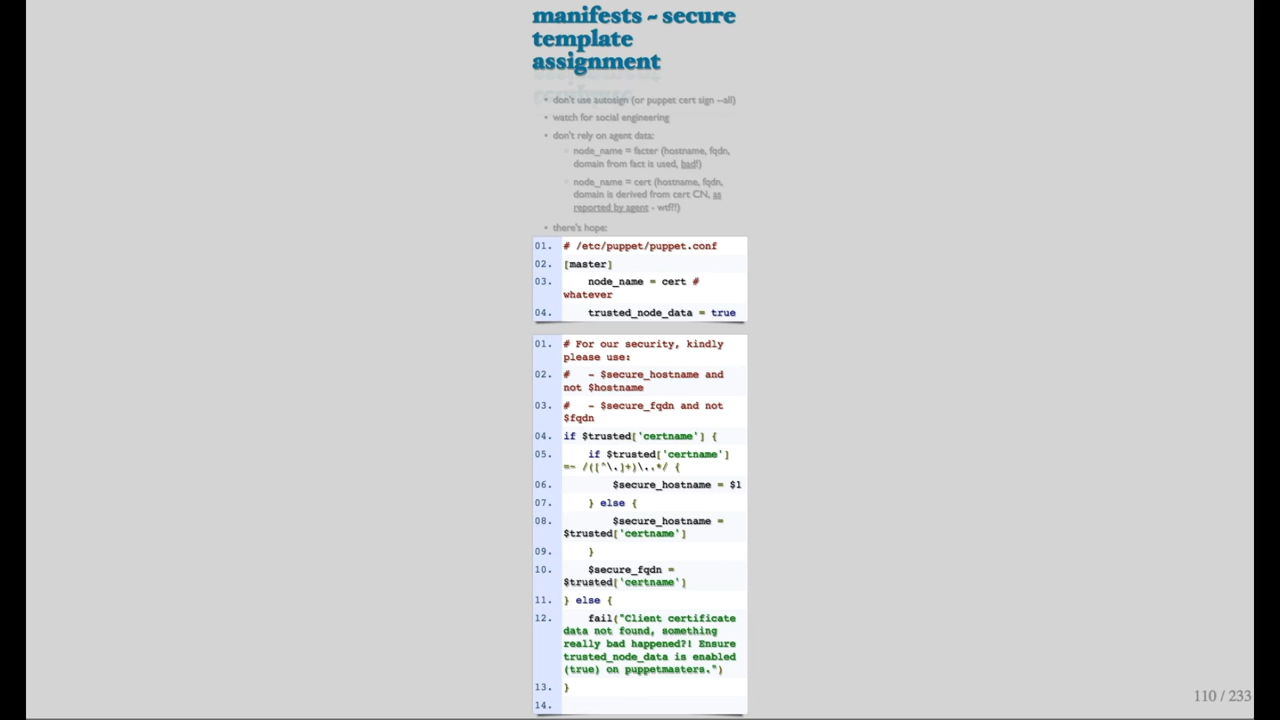 manifests ~ secure
template
assignment
• don't use autosign (or puppet cert sign --all)
• watch for social engineering
• don't rely on agent data:
node_name = facter (hostname, fqdn,
domain from fact is used, bad!)
node_name = cert (hostname, fqdn,
domain is derived from cert CN, as
reported by agent - wtf!!)
• there's hope:
01. # /etc/puppet/puppet.conf
02. [master]
03. node_name = cert #
whatever
04. trusted_node_data = true
01. # For our security, kindly
please use:
02. # - $secure_hostname and
not $hostname
03. # - $secure_fqdn and not
$fqdn
04. if $trusted['certname'] {
05. if $trusted['certname']
=~ /([^\.]+)\..*/ {
06. $secure_hostname = $1
07. } else {
08. $secure_hostname =
$trusted['certname']
09. }
10. $secure_fqdn =
$trusted['certname']
11. } else {
12. fail("Client certificate
data not found, something
really bad happened?! Ensure
trusted_node_data is enabled
(true) on puppetmasters.")
13. }
14.
110 / 233